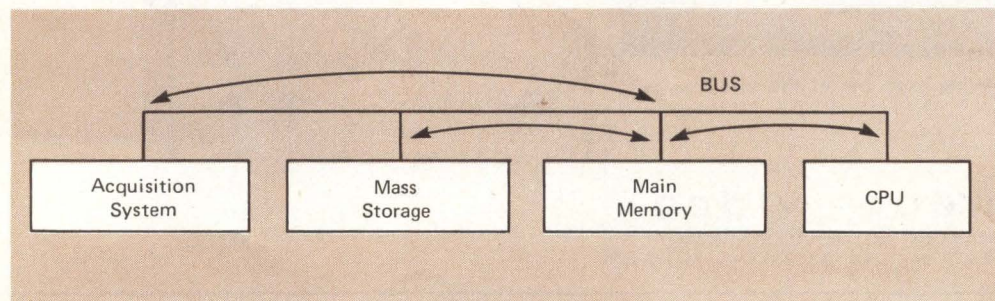 BUS
Acquisition
System
Mass
Storage
Main
Memory
CPU